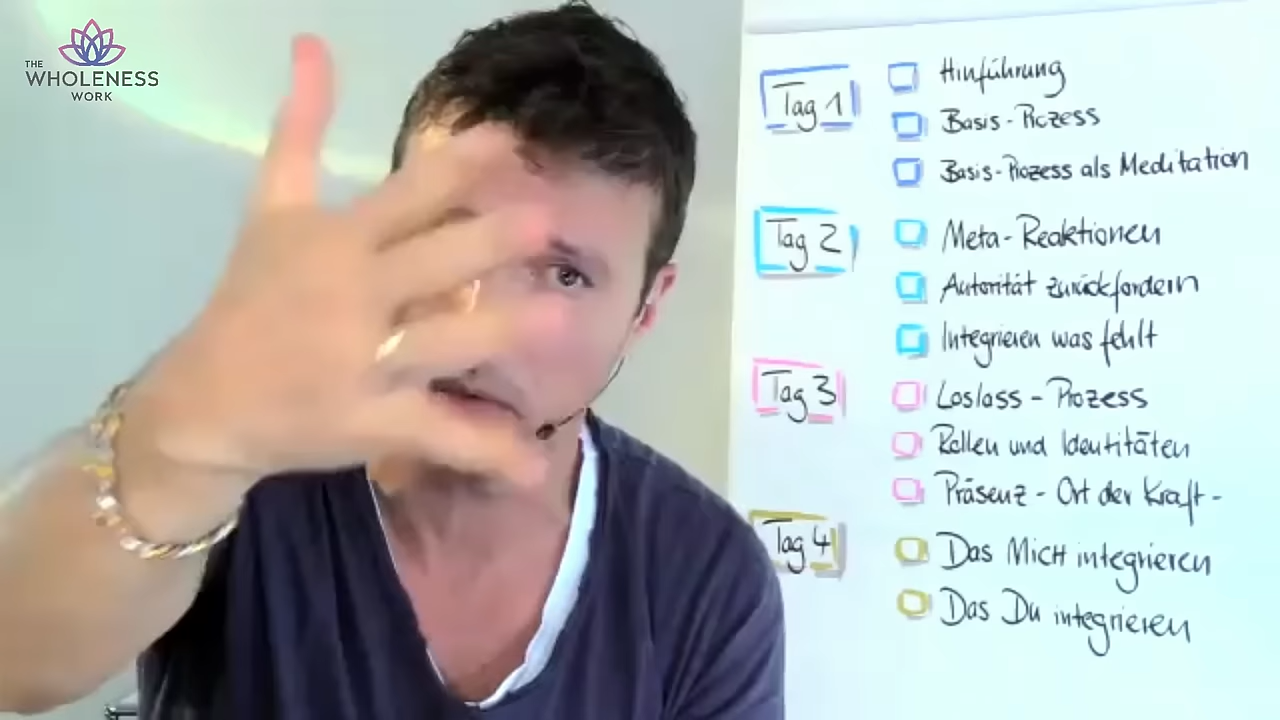 THE
WHOLENESS
WORK
Tag 1
Hinführung
Basis-Prozess
Basis-Prozess als Meditation
Tag 2
Meta-Reaktionen
Autorität zurückfordern
Integrieren was fehlt
Tag 3
Loslass-Prozess
Rollen und Identitäten
Präsenz - Ort der Kraft -
Tag 4
Das MICH integrieren
Das Du integrieren